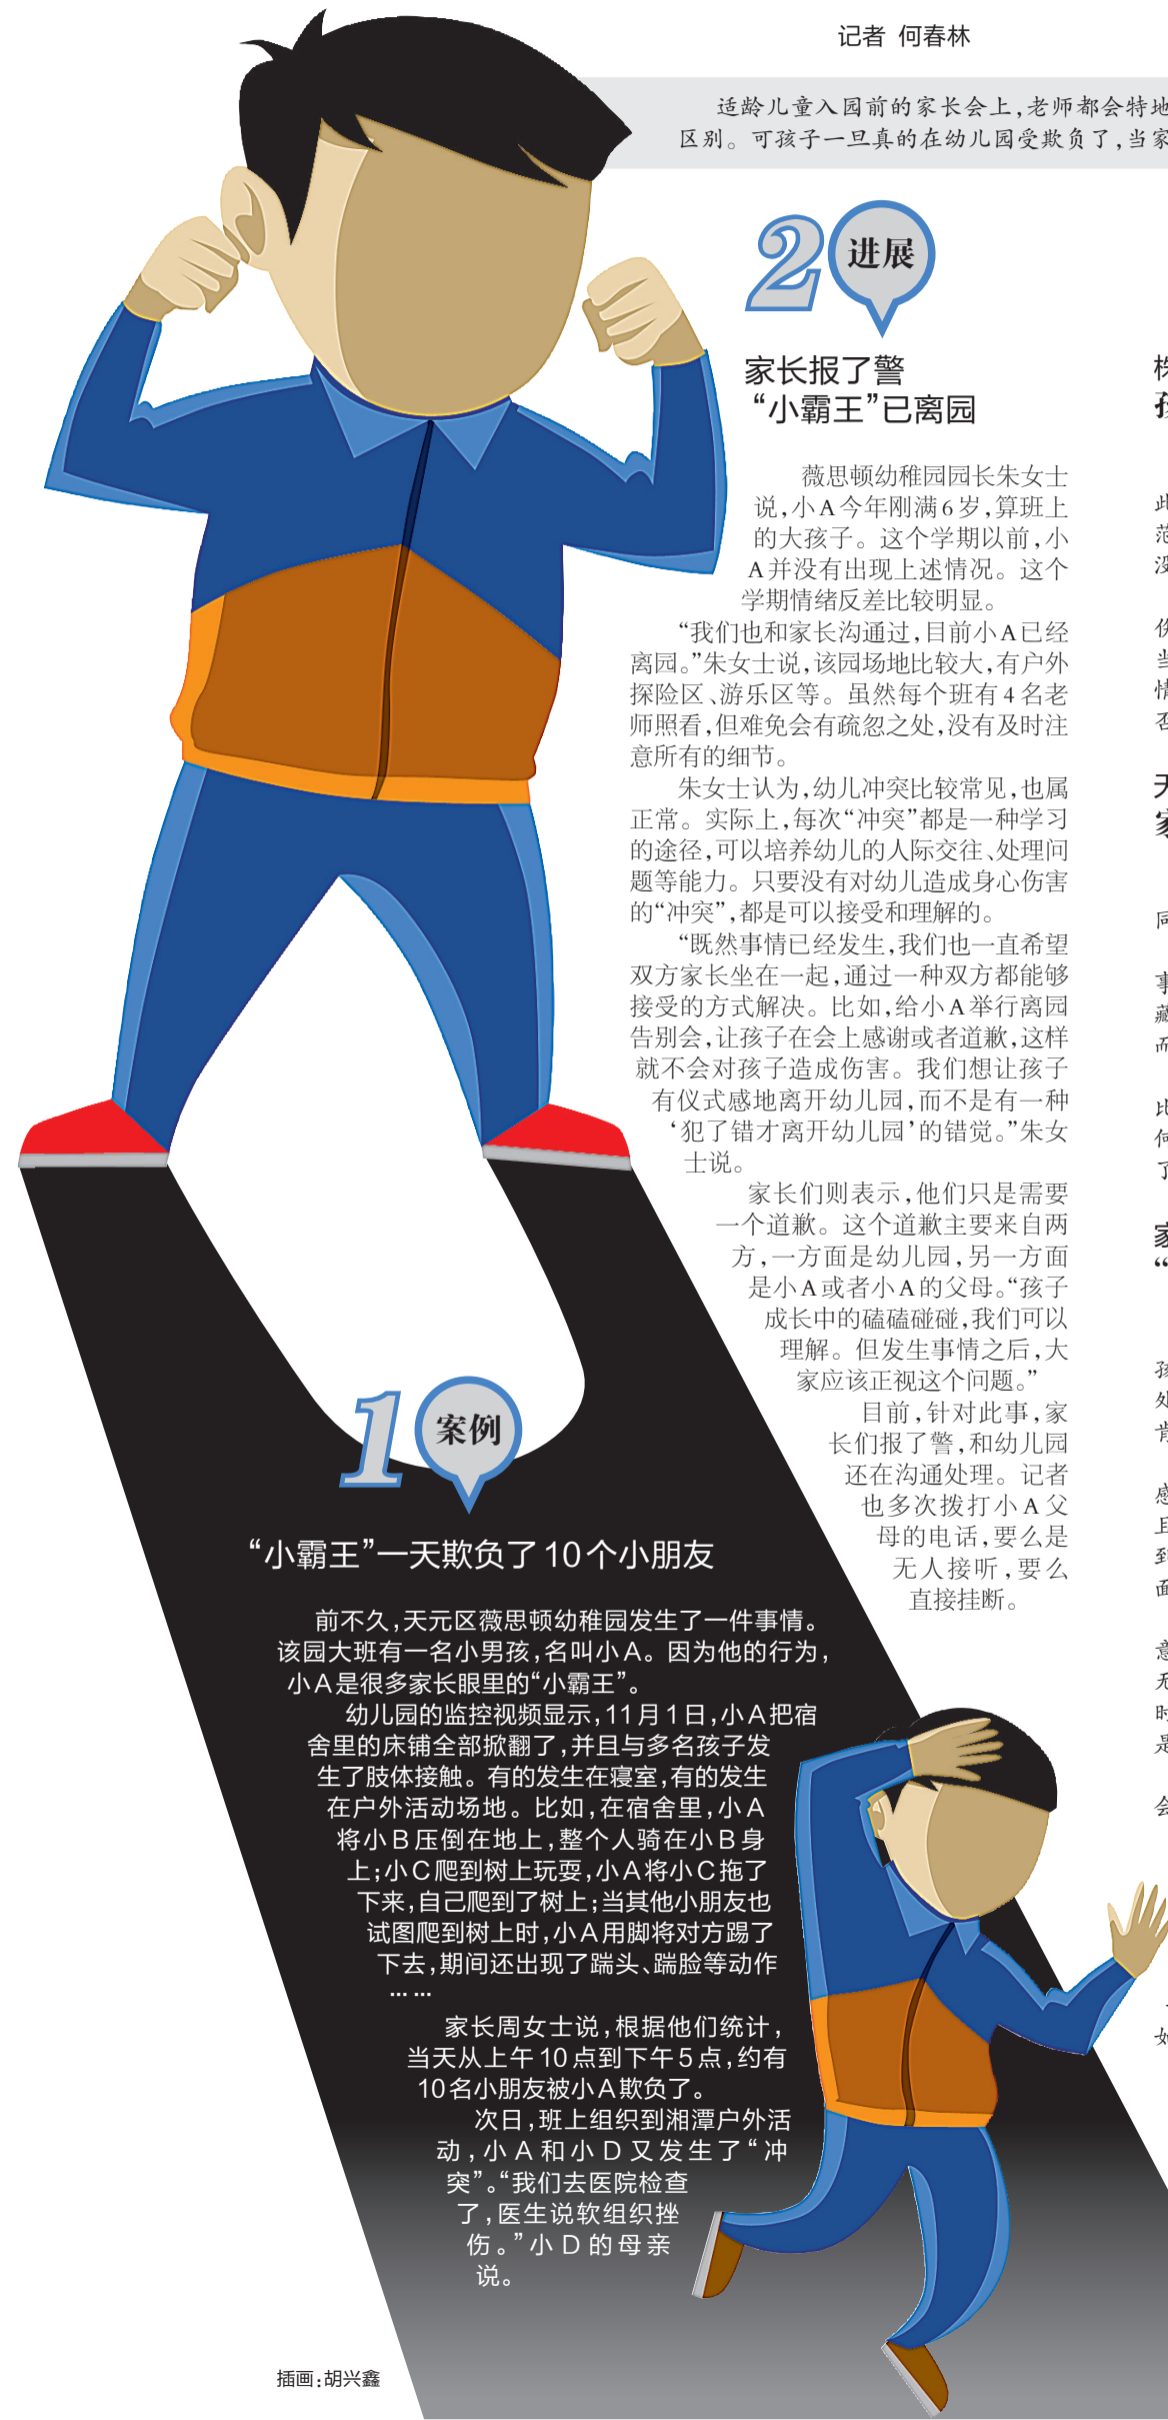 记者 何春林
适龄儿童入园前的家长会上,老师都会特地
区别。可孩子一旦真的在幼儿园受欺负了,当家
1 案例
“小霸王”一天欺负了10个小朋友
前不久,天元区薇思顿幼稚园发生了一件事情。
该园大班有一名小男孩,名叫小A。因为他的行为,
小A是很多家长眼里的“小霸王”。
幼儿园的监控视频显示,11月1日,小A把宿
舍里的床铺全部掀翻了,并且与多名孩子发
生了肢体接触。有的发生在寝室,有的发生
在户外活动场地。比如,在宿舍里,小A
将小B压倒在地上,整个人骑在小B身
上;小C爬到树上玩耍,小A将小C拖了
下来,自己爬到了树上;当其他小朋友也
试图爬到树上时,小A用脚将对方踢了
下去,期间还出现了踹头、踹脸等动作
……
家长周女士说,根据他们统计,
当天从上午10点到下午5点,约有
10名小朋友被小A欺负了。
次日,班上组织到湘潭户外活
动,小A和小D又发生了“冲
突”。“我们去医院检查
了,医生说软组织挫
伤。”小D的母亲
说。
2 进展
家长报了警
“小霸王”已离园
薇思顿幼稚园园长朱女士
说,小A今年刚满6岁,算班上
的大孩子。这个学期以前,小
A并没有出现上述情况。这个
学期情绪反差比较明显。
“我们也和家长沟通过,目前小A已经
离园。”朱女士说,该园场地比较大,有户外
探险区、游乐区等。虽然每个班有4名老
师照看,但难免会有疏忽之处,没有及时注
意所有的细节。
朱女士认为,幼儿冲突比较常见,也属
正常。实际上,每次“冲突”都是一种学习
的途径,可以培养幼儿的人际交往、处理问
题等能力。只要没有对幼儿造成身心伤害
的“冲突”,都是可以接受和理解的。
“既然事情已经发生,我们也一直希望
双方家长坐在一起,通过一种双方都能够
接受的方式解决。比如,给小A举行离园
告别会,让孩子在会上感谢或者道歉,这样
就不会对孩子造成伤害。我们想让孩子
有仪式感地离开幼儿园,而不是有一种
‘犯了错才离开幼儿园’的错觉。”朱女
士说。
家长们则表示,他们只是需要
一个道歉。这个道歉主要来自两
方,一方面是幼儿园,另一方面
是小A或者小A的父母。“孩子
成长中的磕磕碰碰,我们可以
理解。但发生事情之后,大
家应该正视这个问题。”
目前,针对此事,家
长们报了警,和幼儿园
还在沟通处理。记者
也多次拨打小A父
母的电话,要么是
无人接听,要么
直接挂断。
插画:胡兴鑫